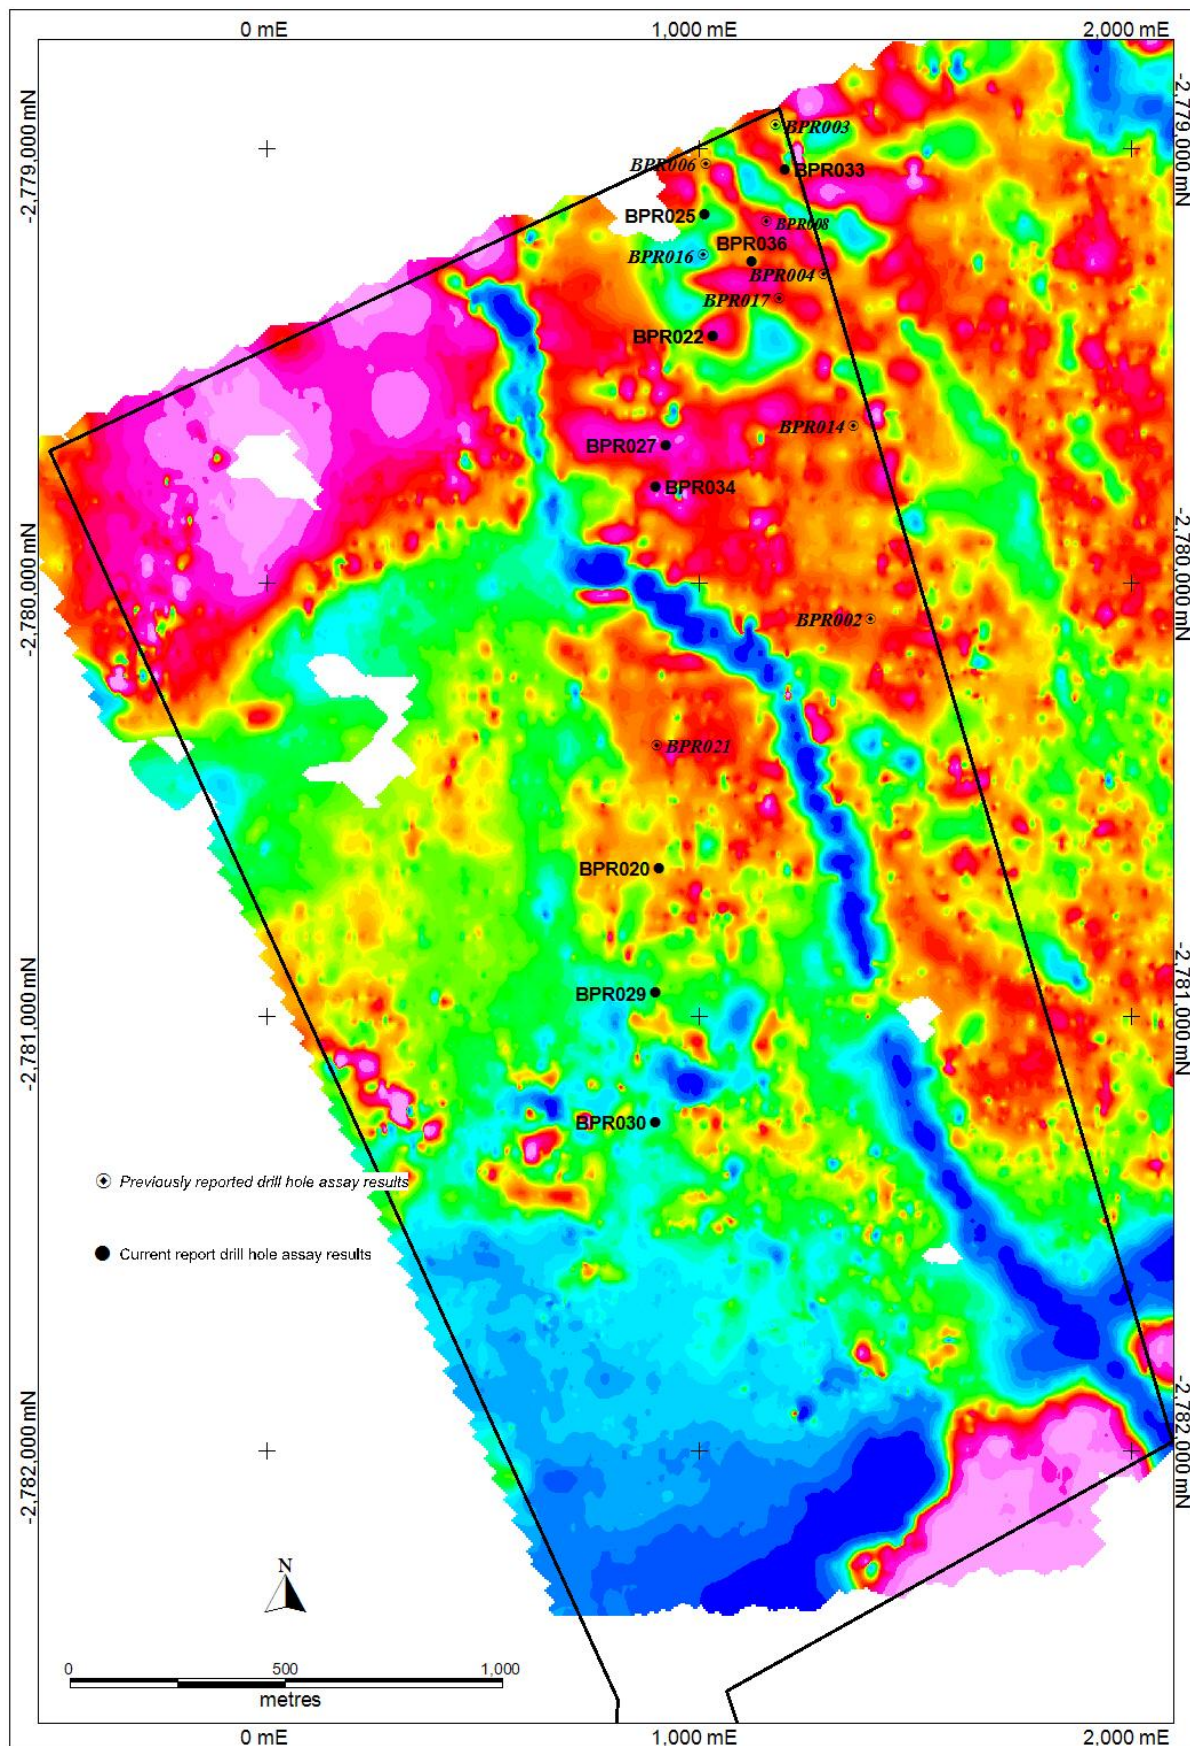 0 mE
1,000 mE
2,000 mE
-2,779,000 mN
-2,779,000 mN
BPR003
BPR006
BPR033
BPR025
BPR008
BPR036
BPR016
BPR004
BPR017
BPR022
BPR014
BPR027
BPR034
-2,780,000 mN
-2,780,000 mN
BPR002
BPR021
BPR020
BPR029
-2,781,000 mN
-2,781,000 mN
BPR030
Previously reported drill hole assay results
Current report drill hole assay results
-2,782,000 mN
-2,782,000 mN
N
0
500
1,000
metres
0 mE
1,000 mE
2,000 mE